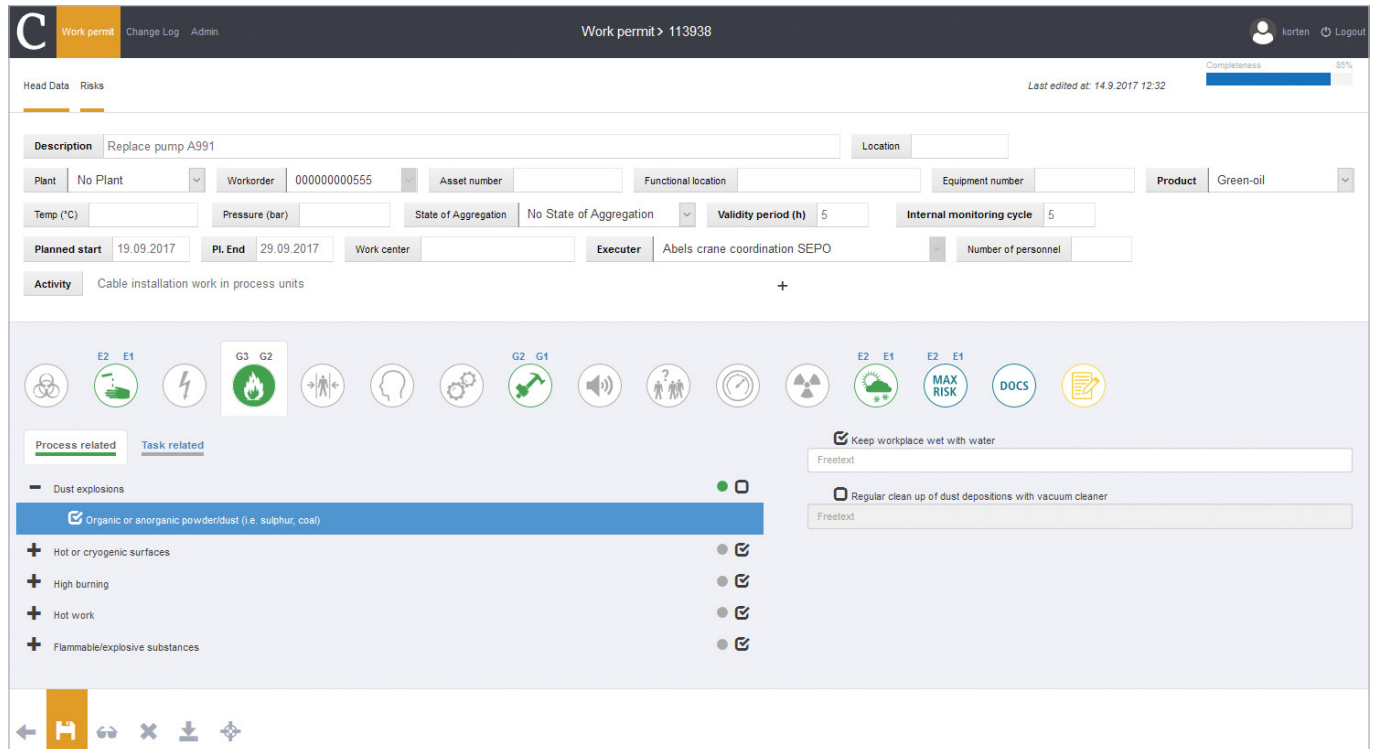 C Work permit Change Log Admin Work permit> 113938 korten Logout
Completeness 85%
Head Data Risks Last edited at: 14.9.2017 12:32
Description Replace pump A991 Location
Plant No Plant Workorder 000000000555 Asset number Functional location Equipment number Product Green-oil
Temp (°C) Pressure (bar) State of Aggregation No State of Aggregation Validity period (h) 5 Internal monitoring cycle 5
Planned start 19.09.2017 Pl. End 29.09.2017 Work center Executer Abels crane coordination SEPO Number of personnel
Activity Cable installation work in process units +
E2 E1 G3 G2 G2 G1 E2 E1 E2 E1
?
MAX
RISK DOCS
Process related Task related
Keep workplace wet with water
Freetext
Dust explosions
Regular clean up of dust depositions with vacuum cleaner
Freetext
Organic or anorganic powder/dust (i.e. sulphur, coal)
Hot or cryogenic surfaces
High burning
Hot work
Flammable/explosive substances